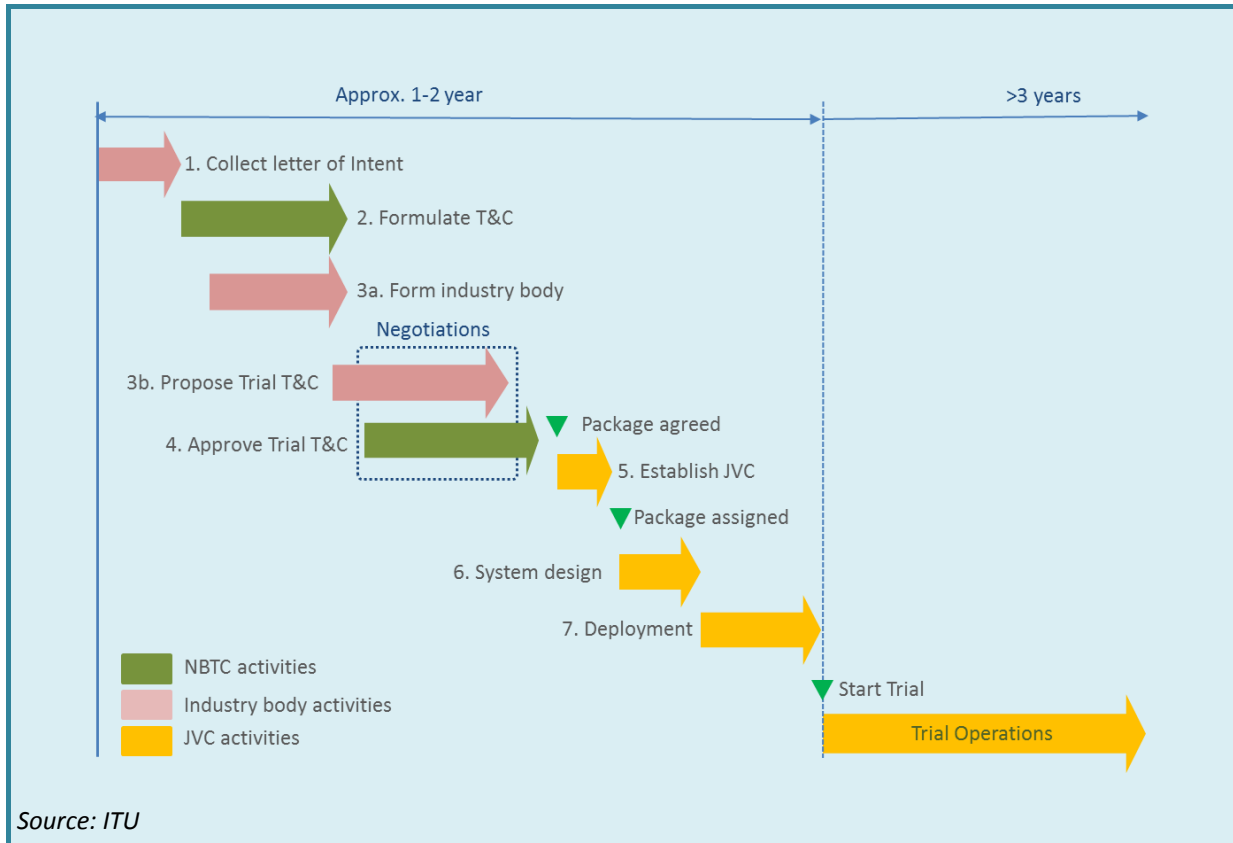 Approx. 1-2 year
>3 years
1. Collect letter of Intent
2. Formulate T&C
3a. Form industry body
Negotiations
3b. Propose Trial T&C
4. Approve Trial T&C
Package agreed
5. Establish JVC
Package assigned
6. System design
7. Deployment
NBTC activities
Industry body activities
JVC activities
Start Trial
Trial Operations
Source: ITU